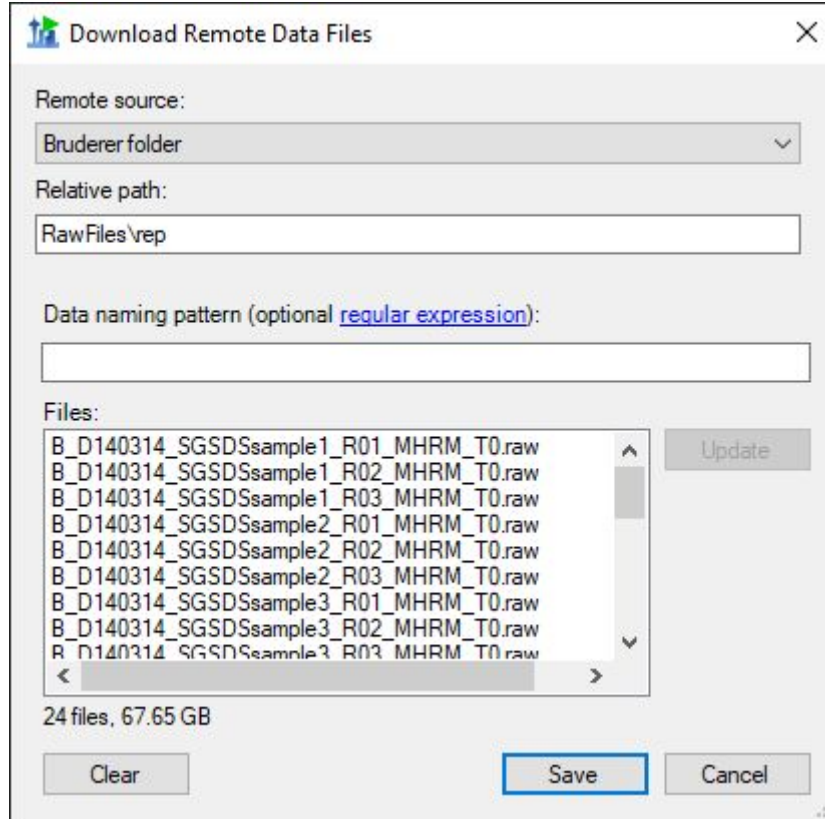 Download Remote Data Files
Remote source:
Bruderer folder
Relative path:
RawFiles\rep
Data naming pattern (optional regular expression):
Files:
B_D140314_SGSDSsample1_R01_MHRM_T0.raw
B_D140314_SGSDSsample1_R02_MHRM_T0.raw
B_D140314_SGSDSsample1_R03_MHRM_T0.raw
B_D140314_SGSDSsample2_R01_MHRM_T0.raw
B_D140314_SGSDSsample2_R02_MHRM_T0.raw
B_D140314_SGSDSsample2_R03_MHRM_T0.raw
B_D140314_SGSDSsample3_R01_MHRM_T0.raw
B_D140314_SGSDSsample3_R02_MHRM_T0.raw
B_D140314_SGSDSsample3_R03_MHRM_T0.raw
Update
24 files, 67.65 GB
Clear
Save
Cancel